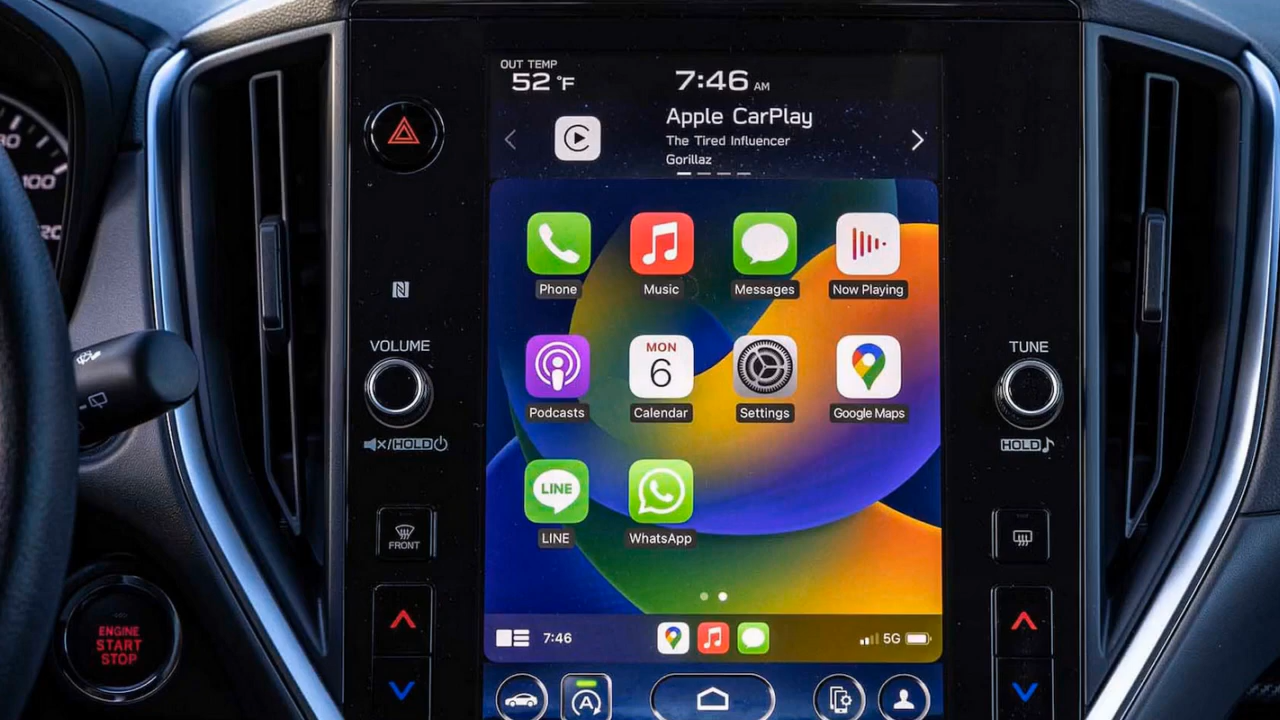 OUT TEMP
52 °F
7:46 AM
Apple CarPlay
The Tired Influencer
Gorillaz
100
VOLUME
HOLD
FRONT
ENGINE
START
STOP
Phone
Music
Messages
Now Playing
MON
6
Podcasts
Calendar
Settings
Google Maps
LINE
LINE
WhatsApp
7:46
5G
A
TUNE
HOLD